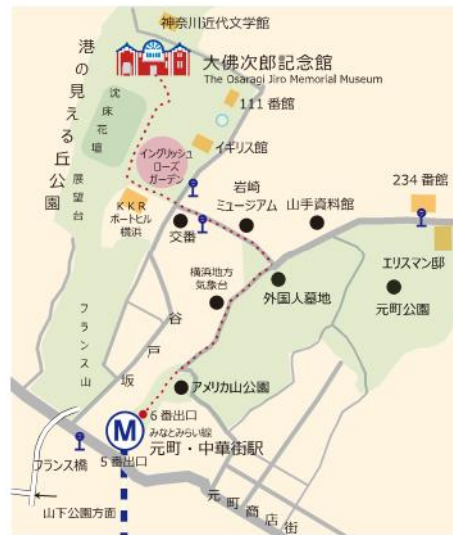 神奈川近代文学館
大佛次郎記念館
The Osaragi Jiro Memorial Museum
港の見える丘公園
沈床花壇
111番館
イギリス館
イングリッシュ
ローズ
ガーデン
展望台
KKR
ポートヒル
横浜
岩崎
ミュージアム
山手資料館
234番館
交番
横浜地方
気象台
外国人墓地
エリスマン邸
元町公園
谷戸坂
フランス山
アメリカ山公園
6番出口
M
みなとみらい線
元町・中華街駅
5番出口
フランス橋
山下公園方面
元町商店街